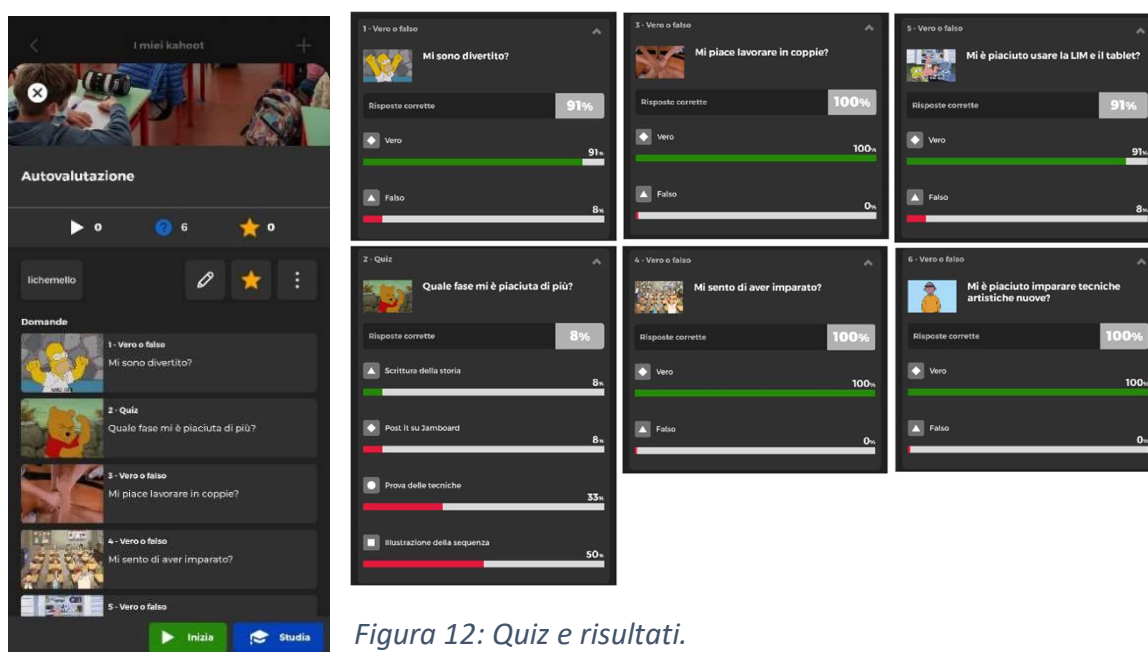 I miei kahoot
Autovalutazione
0
6
0
lichemello
Domande
1 - Vero o falso
Mi sono divertito?
2 - Quiz
Quale fase mi è piaciuta di più?
3 - Vero o falso
Mi piace lavorare in coppie?
4 - Vero o falso
Mi sento di aver imparato?
5 - Vero o falso
Inizia
Studia
1 - Vero o falso
Mi sono divertito?
Risposte corrette
91%
Vero
91%
Falso
8%
2 - Quiz
Quale fase mi è piaciuta di più?
Risposte corrette
8%
Scrittura della storia
8%
Post it su Jamboard
8%
Prova delle tecniche
33%
Illustrazione della sequenza
50%
3 - Vero o falso
Mi piace lavorare in coppie?
Risposte corrette
100%
Vero
100%
Falso
0%
4 - Vero o falso
Mi sento di aver imparato?
Risposte corrette
100%
Vero
100%
Falso
0%
5 - Vero o falso
Mi è piaciuto usare la LIM e il tablet?
Risposte corrette
91%
Vero
91%
Falso
8%
6 - Vero o falso
Mi è piaciuto imparare tecniche
artistiche nuove?
Risposte corrette
100%
Vero
100%
Falso
0%
Figura 12: Quiz e risultati.